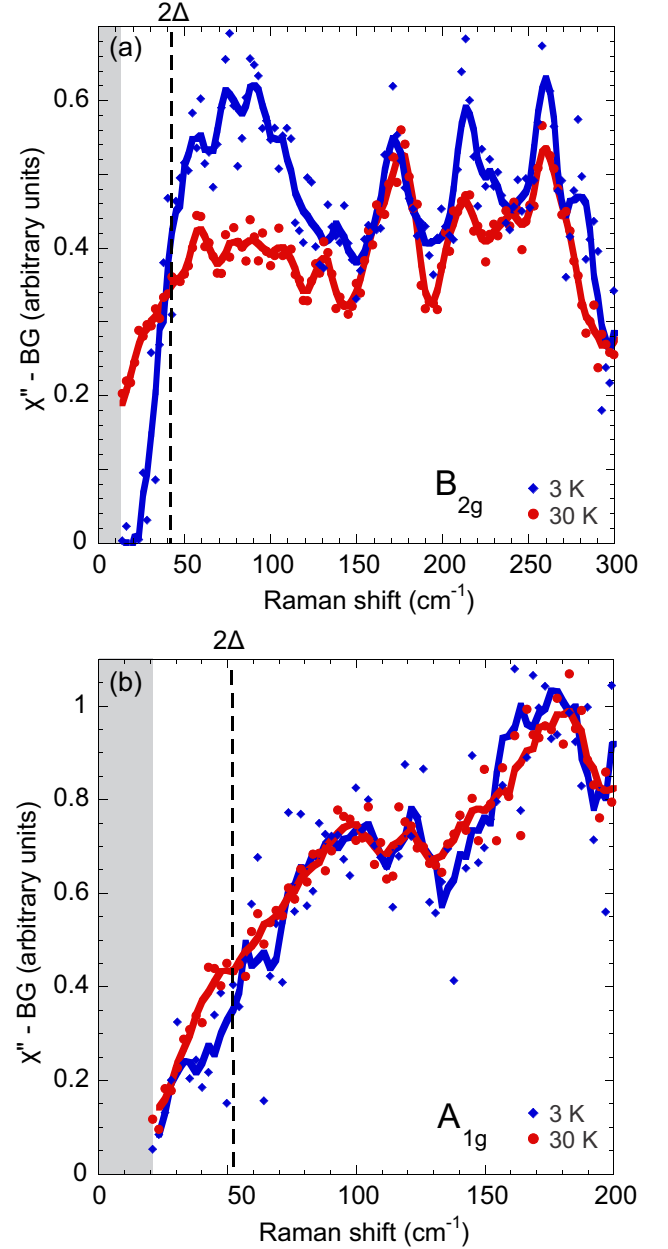 2Δ
(a)
0.6
0.4
0.2
0
χ" - BG (arbitrary units)
B2g
3 K
30 K
0 50 100 150 200 250 300
Raman shift (cm-1)
2Δ
(b)
1
0.8
0.6
0.4
0.2
0
χ" - BG (arbitrary units)
A1g
3 K
30 K
0 50 100 150 200
Raman shift (cm-1)